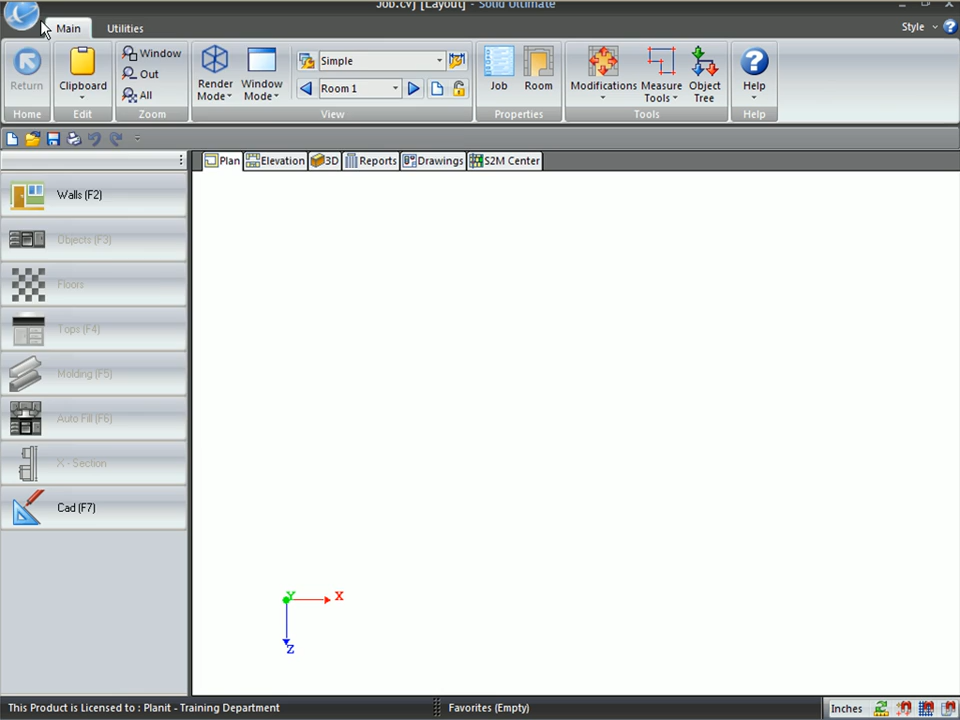 Job.cvj [Layout] - Solid Ultimate
Main
Utilities
Style
Return
Clipboard
Window
Out
All
Render Mode
Window Mode
Simple
Room 1
Job
Room
Modifications
Measure Tools
Object Tree
Help
Home
Edit
Zoom
View
Properties
Tools
Help
Plan
Elevation
3D
Reports
Drawings
S2M Center
Walls (F2)
Objects (F3)
Floors
Tops (F4)
Molding (F5)
Auto Fill (F6)
X - Section
Cad (F7)
Y
X
Z
This Product is Licensed to : Planit - Training Department
Favorites (Empty)
Inches